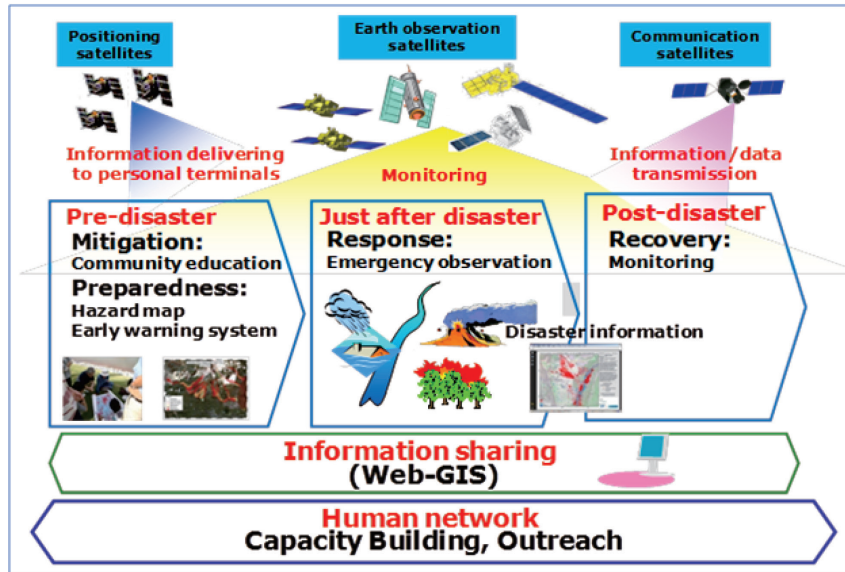 Positioning
satellites
Earth observation
satellites
Communication
satellites
Information delivering
to personal terminals
Monitoring
Information/data
transmission
Pre-disaster
Mitigation:
Community education
Preparedness:
Hazard map
Early warning system
Just after disaster
Response:
Emergency observation
Disaster information
Post-disaster
Recovery:
Monitoring
Information sharing
(Web-GIS)
Human network
Capacity Building, Outreach